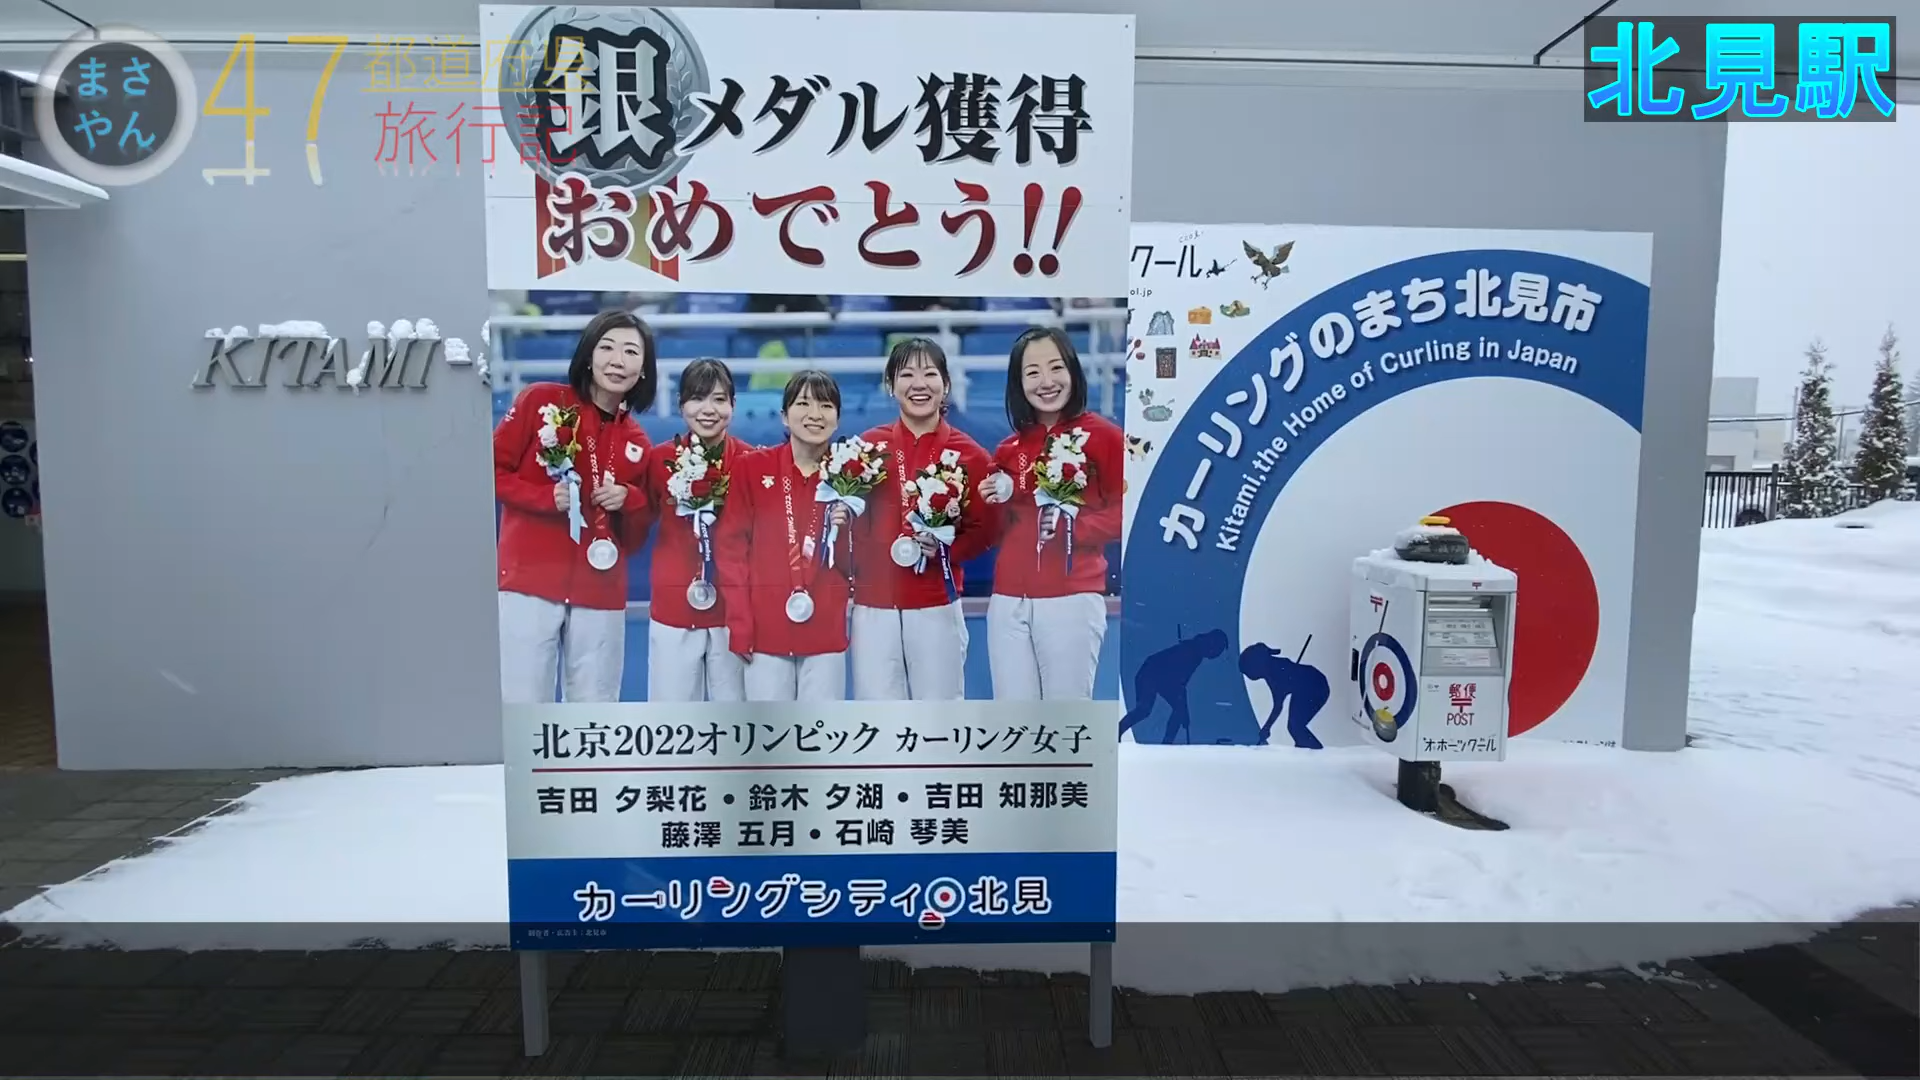 まさ
やん
47都道府県
旅行記
北見駅
銀メダル獲得
おめでとう!!
KITAMI
クール
カーリングのまち北見市
Kitami, the Home of Curling in Japan
北京2022オリンピック カーリング女子
吉田 夕梨花・鈴木 夕湖・吉田 知那美
藤澤 五月・石崎 琴美
カーリングシティ北見
郵便
POST
オホーツクール